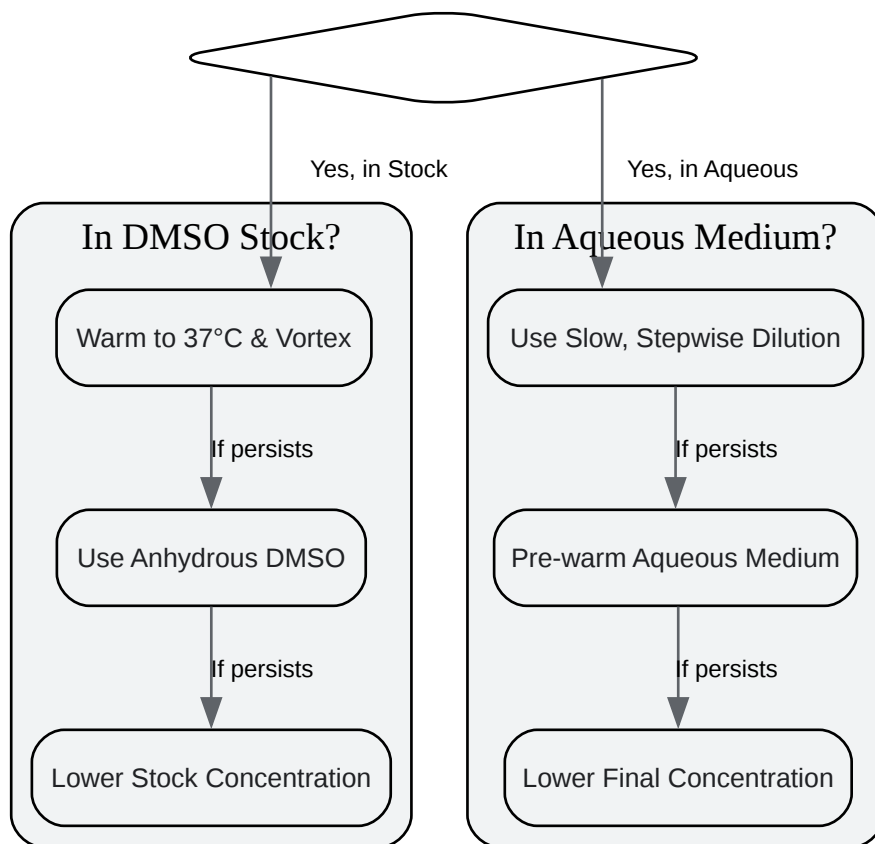 Yes, in Stock
Yes, in Aqueous
In DMSO Stock?
In Aqueous Medium?
Warm to 37°C & Vortex
Use Slow, Stepwise Dilution
If persists
If persists
Use Anhydrous DMSO
Pre-warm Aqueous Medium
If persists
If persists
Lower Stock Concentration
Lower Final Concentration